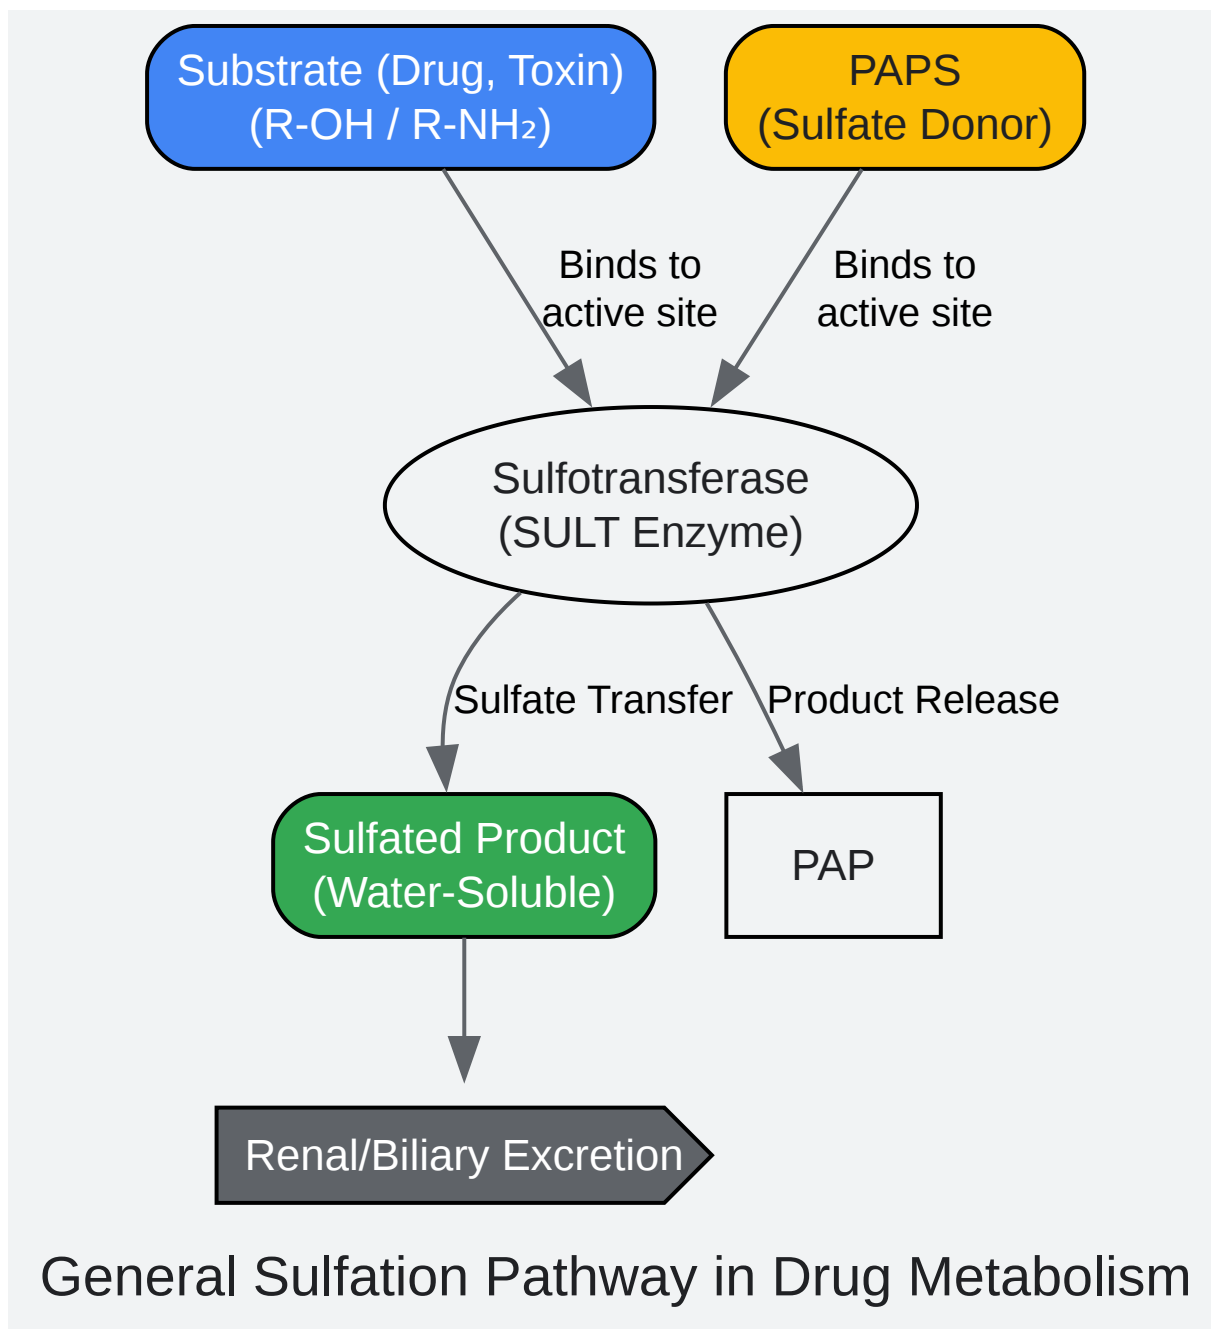 Substrate (Drug, Toxin)
(R-OH / R-NH₂)
PAPS
(Sulfate Donor)
Binds to
active site
Binds to
active site
Sulfotransferase
(SULT Enzyme)
Sulfate Transfer
Product Release
Sulfated Product
(Water-Soluble)
PAP
Renal/Biliary Excretion
General Sulfation Pathway in Drug Metabolism